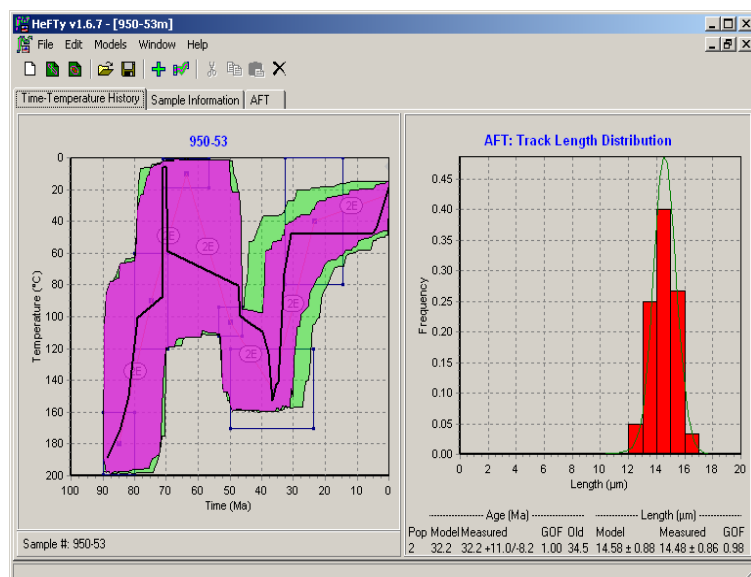 HeFTy v1.6.7 - [950-53m]
File Edit Models Window Help
Time-Temperature History Sample Information AFT
950-53
0
20
40
60
80
100
120
140
160
180
200
Temperature (°C)
2E
2E
2E
2E
2E
2E
100 90 80 70 60 50 40 30 20 10 0
Time (Ma)
Sample #: 950-53
AFT: Track Length Distribution
0.45
0.40
0.35
0.30
0.25
0.20
0.15
0.10
0.05
0.00
Frequency
0 2 4 6 8 10 12 14 16 18 20
Length (µm)
Age (Ma) Length (µm)
Pop Model Measured GOF Old Model Measured GOF
2 32.2 32.2 +11.0/-8.2 1.00 34.5 14.58 ± 0.88 14.48 ± 0.86 0.98